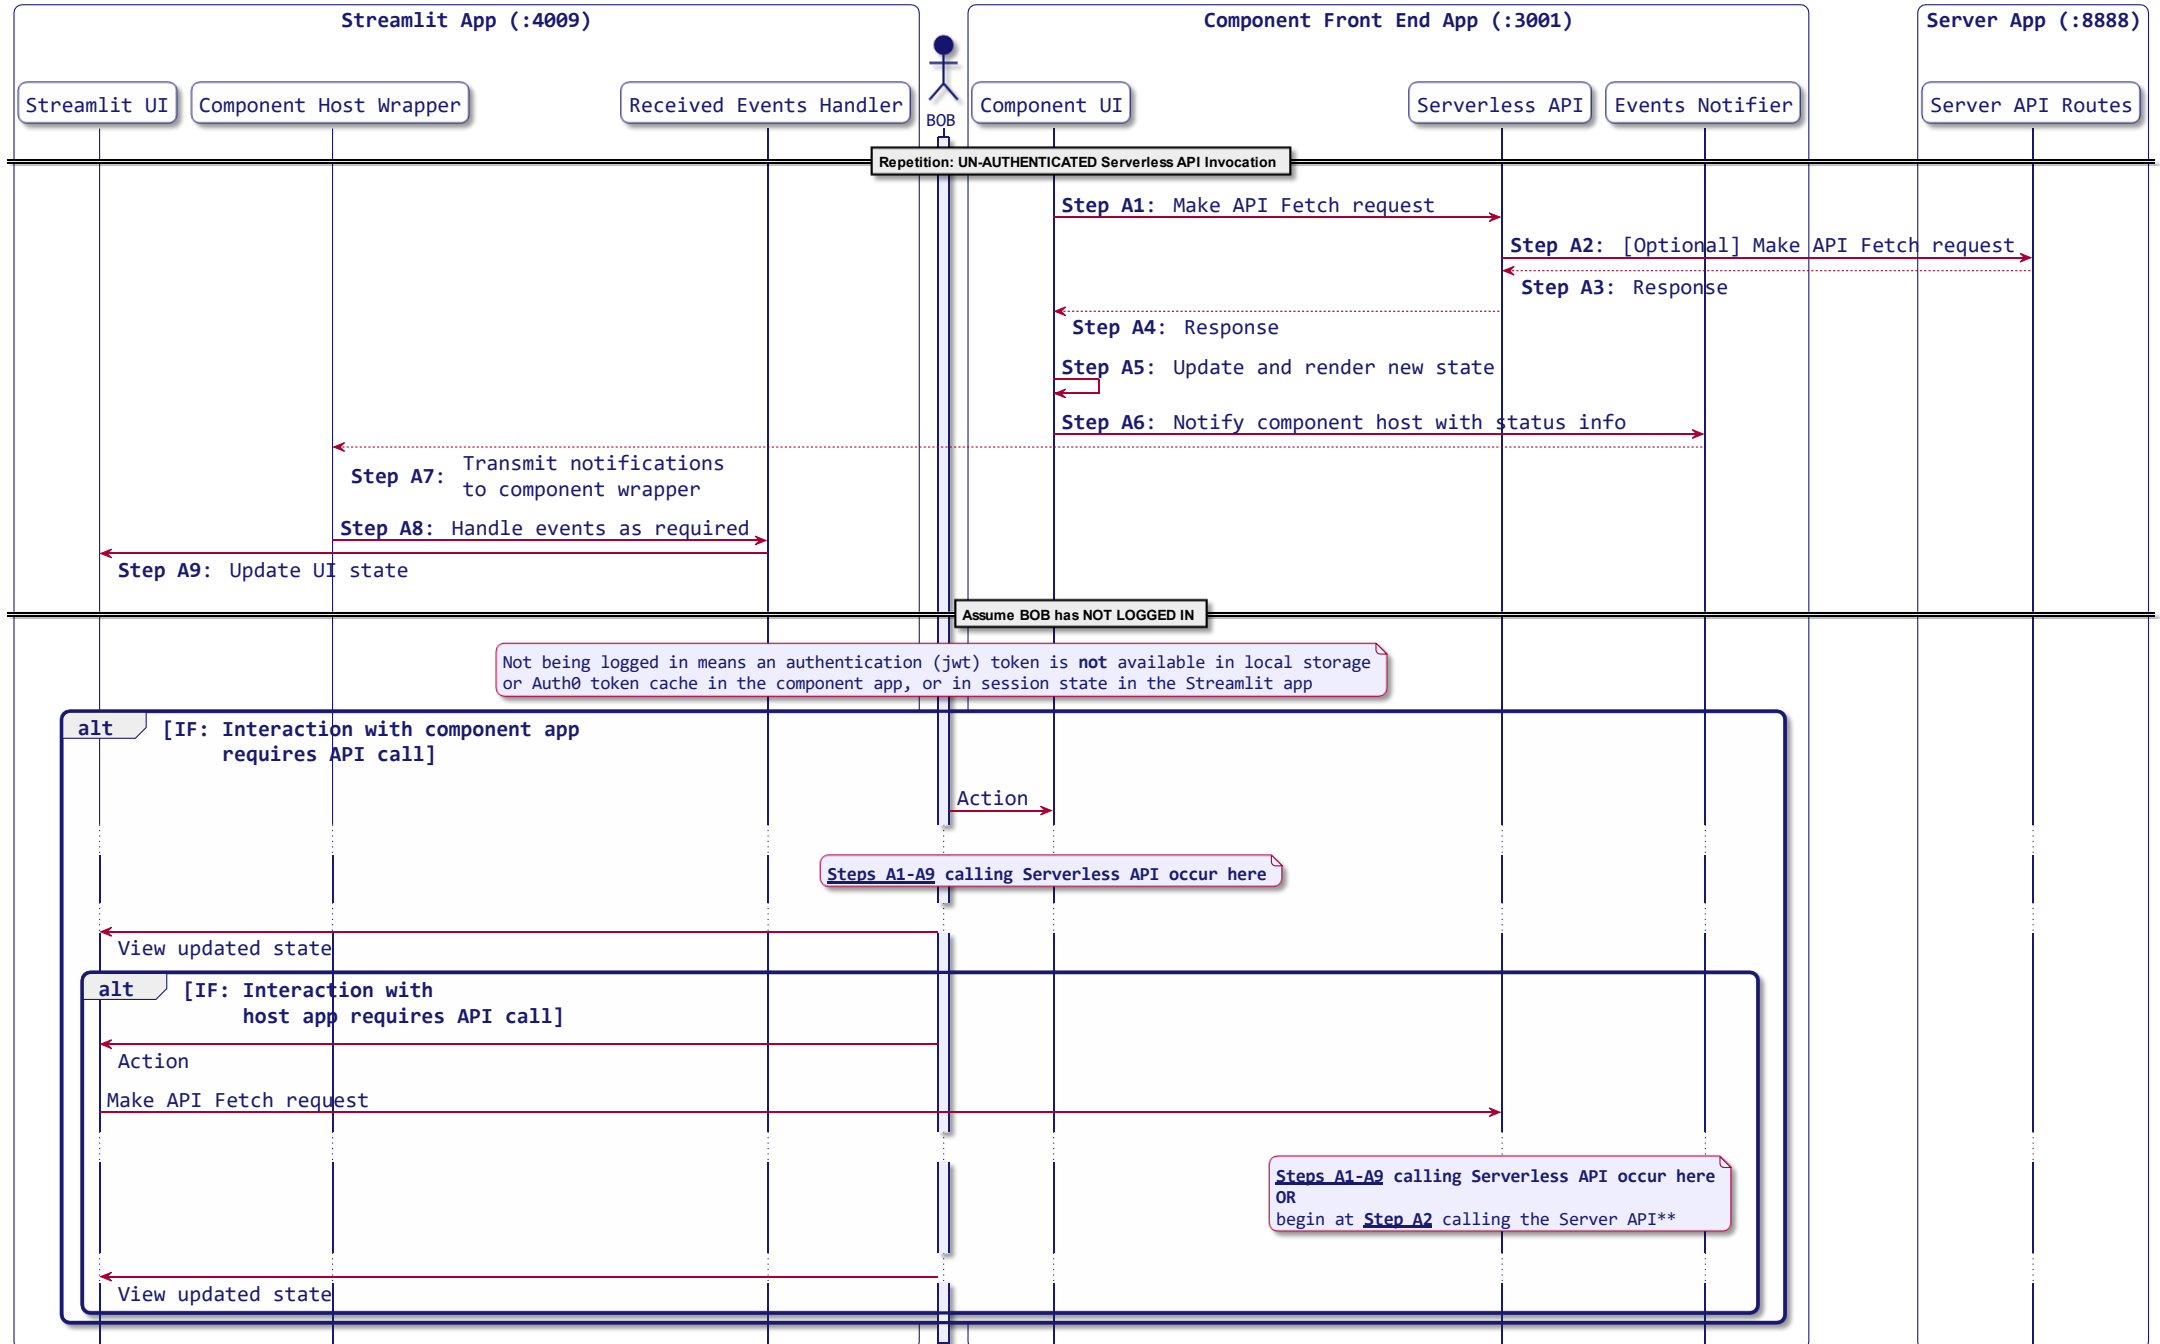 Streamlit App (:4009)
Component Front End App (:3001)
Server App (:8888)
Streamlit UI
Component Host Wrapper
Received Events Handler
BOB
Component UI
Serverless API
Events Notifier
Server API Routes
Repetition: UN-AUTHENTICATED Serverless API Invocation
Step A1: Make API Fetch request
Step A2: [Optional] Make API Fetch request
Step A3: Response
Step A4: Response
Step A5: Update and render new state
Step A6: Notify component host with status info
Step A7: Transmit notifications
to component wrapper
Step A8: Handle events as required
Step A9: Update UI state
Assume BOB has NOT LOGGED IN
Not being logged in means an authentication (jwt) token is not available in local storage
or Auth0 token cache in the component app, or in session state in the Streamlit app
alt [IF: Interaction with component app
requires API call]
Action
Steps A1-A9 calling Serverless API occur here
View updated state
alt [IF: Interaction with
host app requires API call]
Action
Make API Fetch request
Steps A1-A9 calling Serverless API occur here
OR
begin at Step A2 calling the Server API**
View updated state